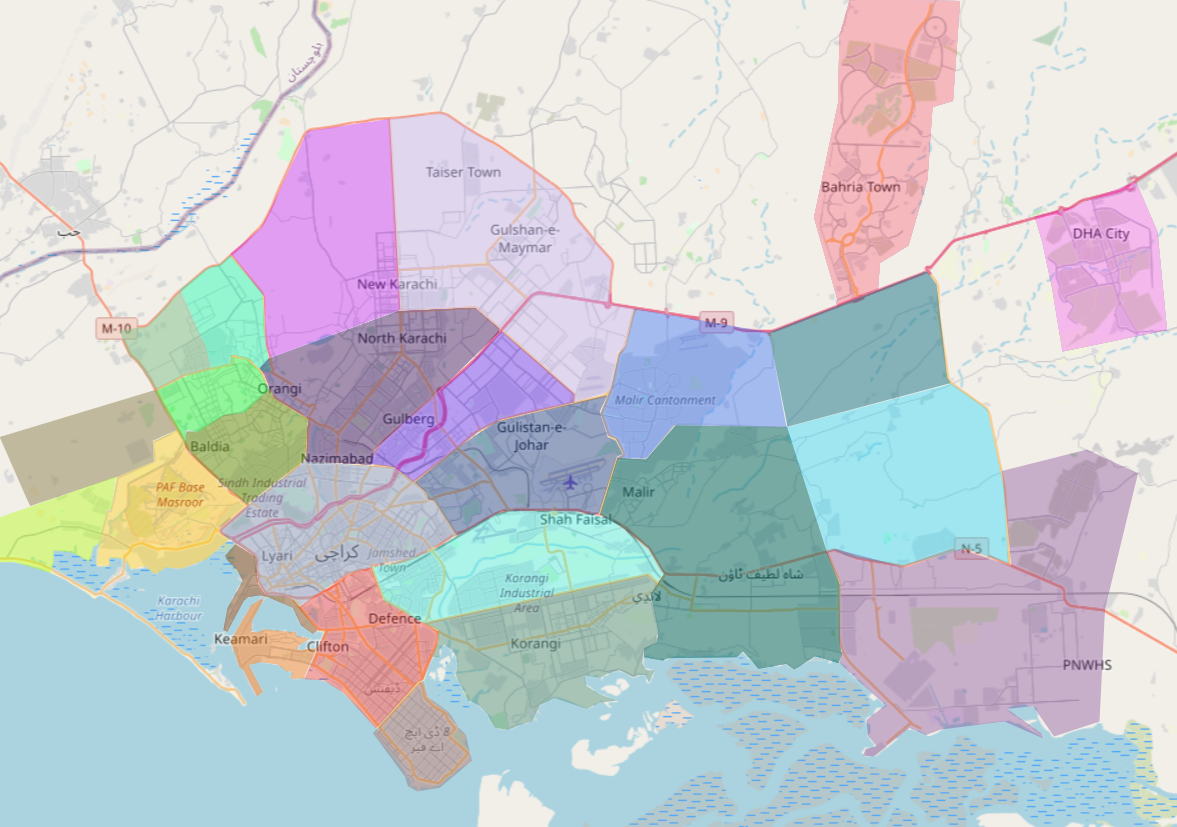 بلوچستان
Taiser Town
Bahria Town
Gulshan-e-
Maymar
حب
DHA City
New Karachi
M-10
M-9
North Karachi
Orangi
Malir Cantonment
Gulberg
Gulistan-e-
Johar
Baldia
Nazimabad
PAF Base
Masroor
Sindh Industrial
Trading
Estate
Malir
Shah Faisal
Lyari
کراچی
Jamshed
Town
N-5
شاہ لطیف ٹاؤن
Korangi
Industrial
Area
لانڈی
Karachi
Harbour
Defence
Keamari
Clifton
Korangi
PNWHS
ڈیفنس
8 ڈی ایچ
اے فیز